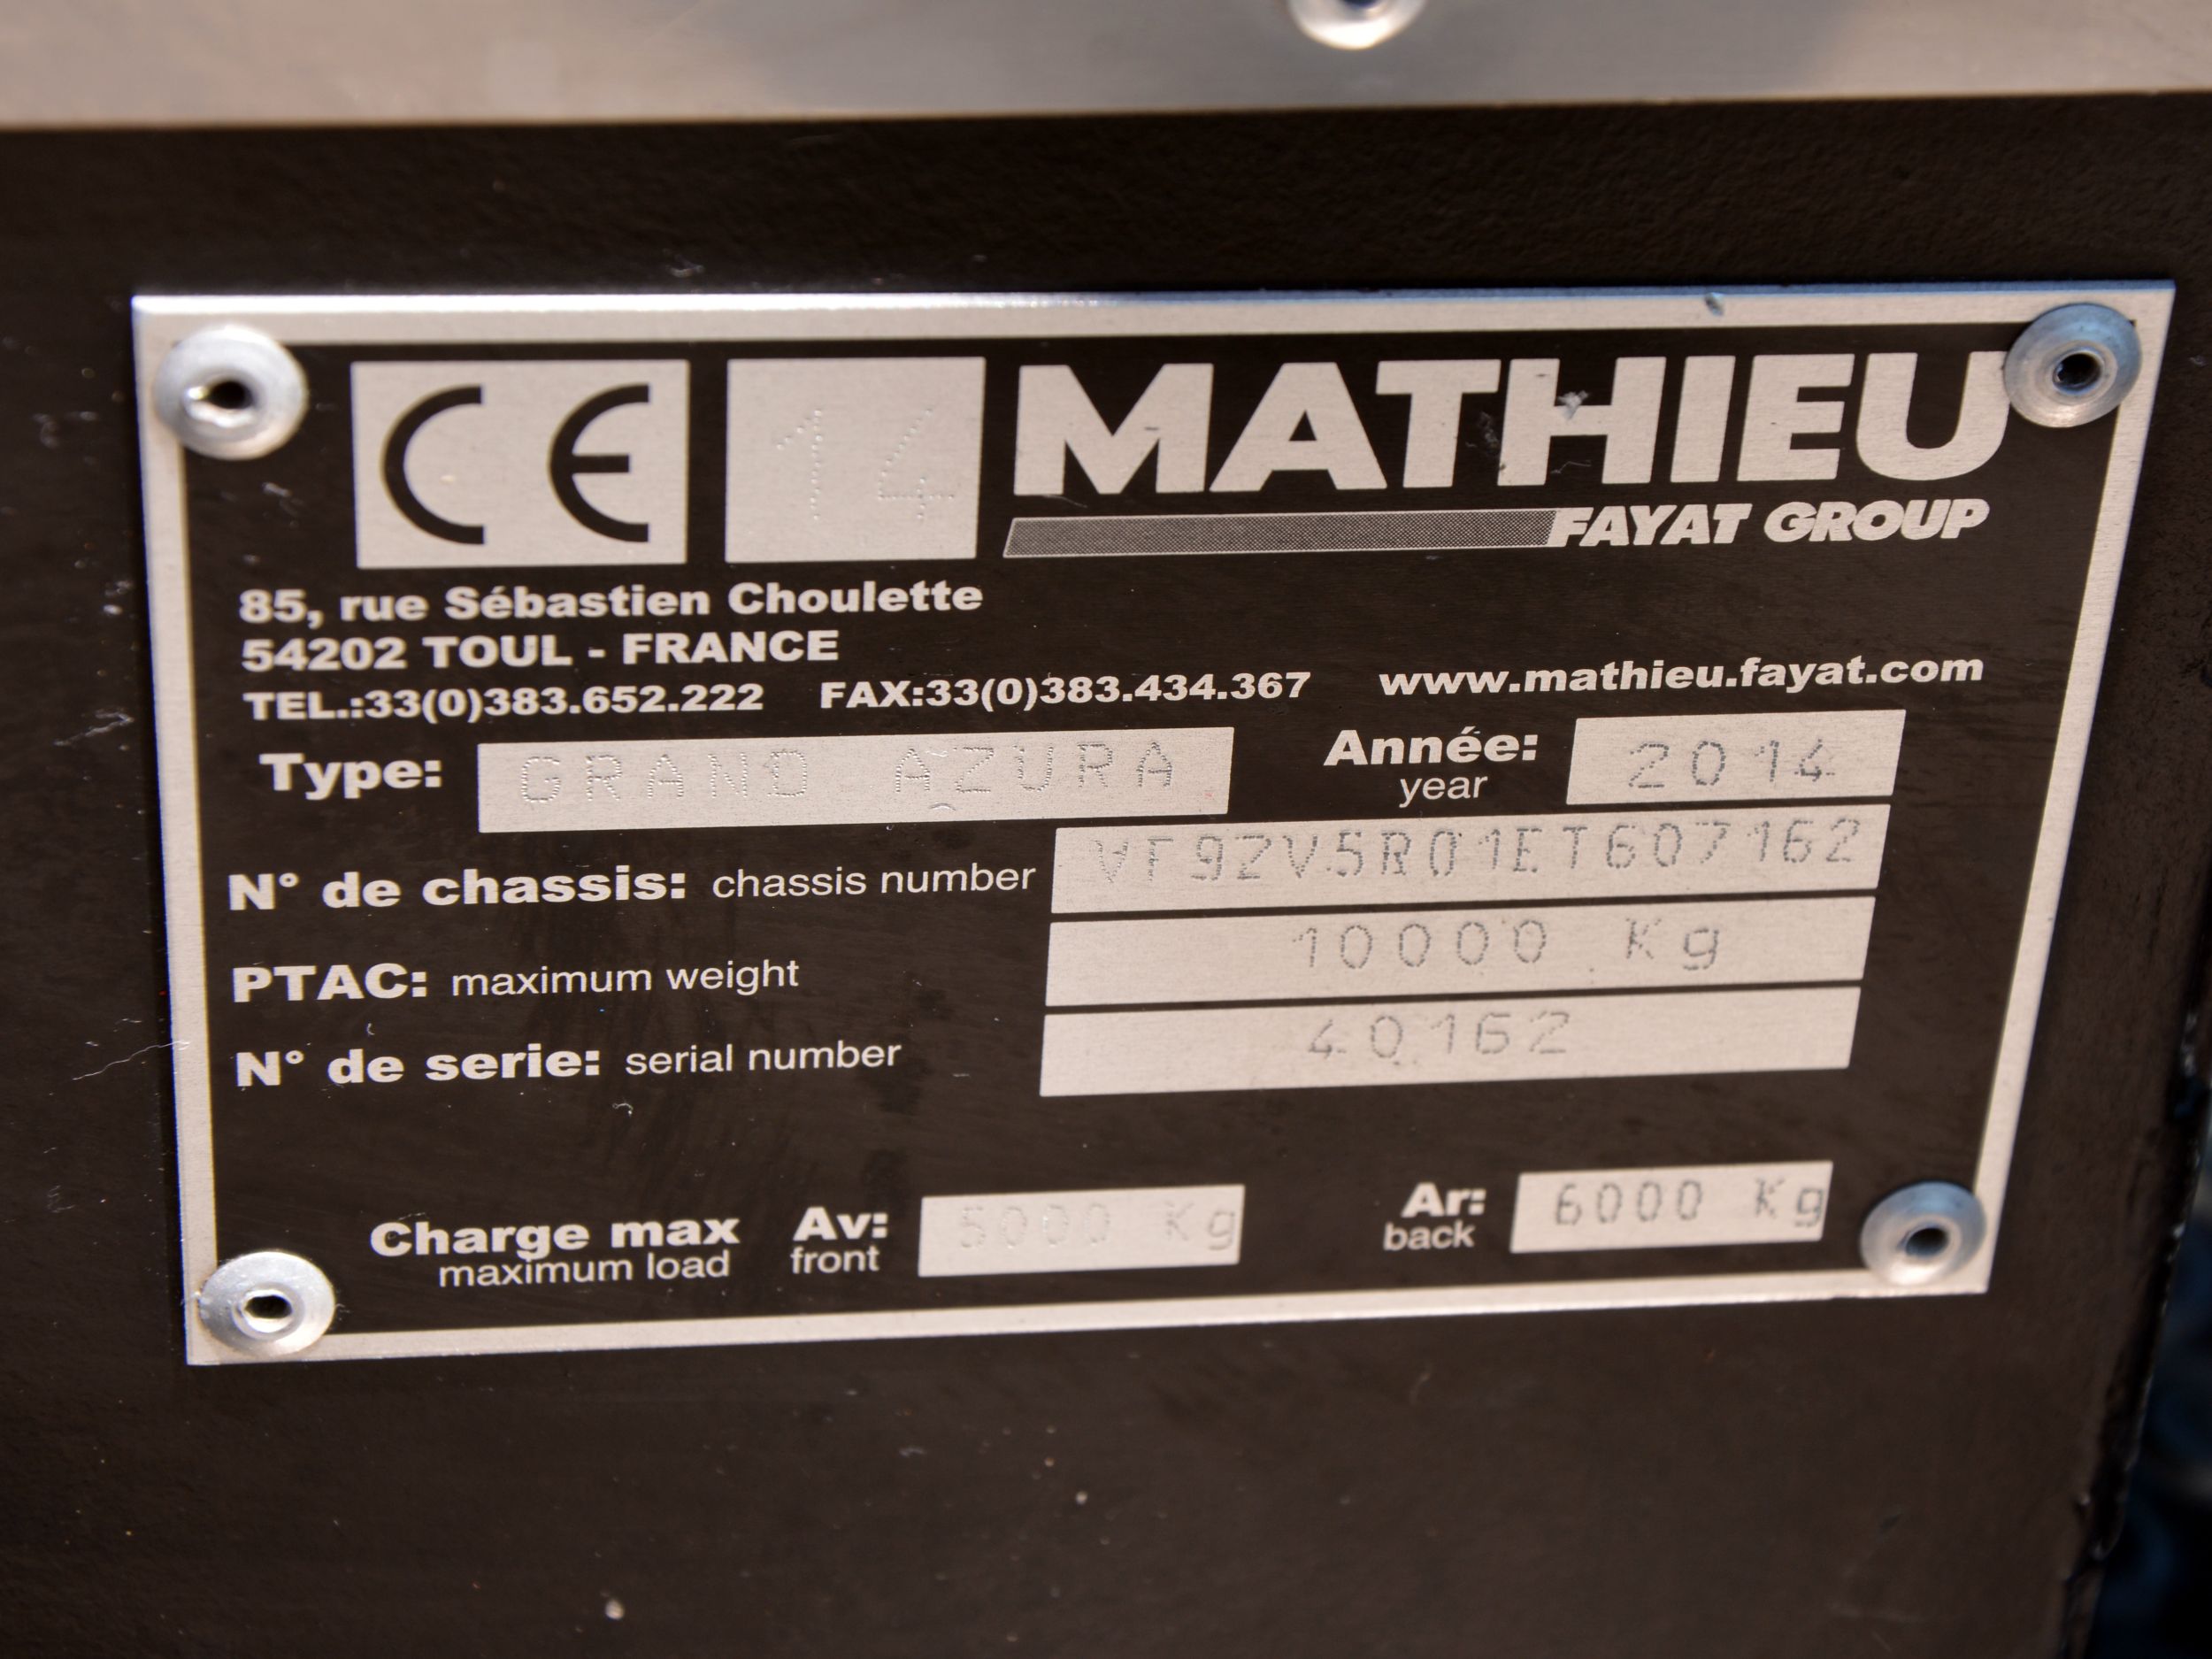 CE 14 MATHIEU
FAYAT GROUP
85, rue Sébastien Choulette
54202 TOUL - FRANCE
TEL.:33(0)383.652.222 FAX:33(0)383.434.367 www.mathieu.fayat.com
Type: GRAND AZURA Année: 2014
year
N° de chassis: chassis number VF9ZV5R01ET607162
PTAC: maximum weight 10000 Kg
N° de serie: serial number 40162
Charge max Av: 5000 Kg Ar: 6000 Kg
maximum load front back